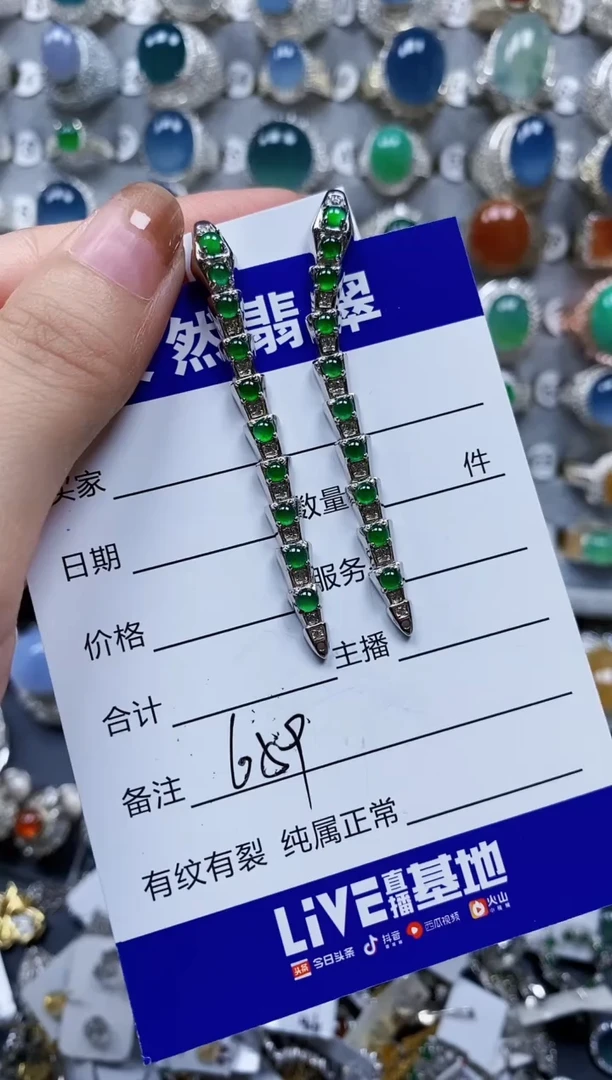 然翡翠
买家
数量 件
日期
服务
价格
主播
合计
备注 689
有纹有裂 纯属正常
LiVE直播基地
头条 今日头条 抖音 西瓜视频 火山